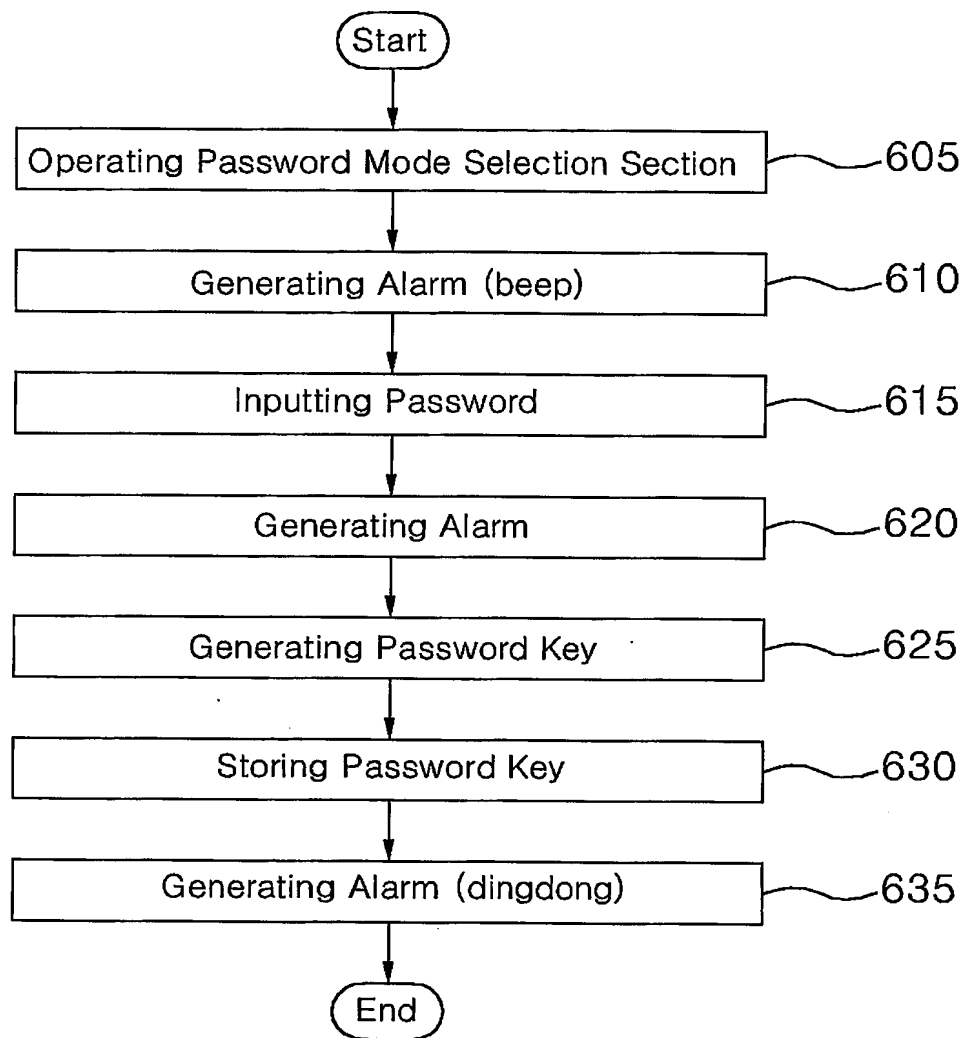 Start
Operating Password Mode Selection Section 605
Generating Alarm (beep) 610
Inputting Password 615
Generating Alarm 620
Generating Password Key 625
Storing Password Key 630
Generating Alarm (dingdong) 635
End